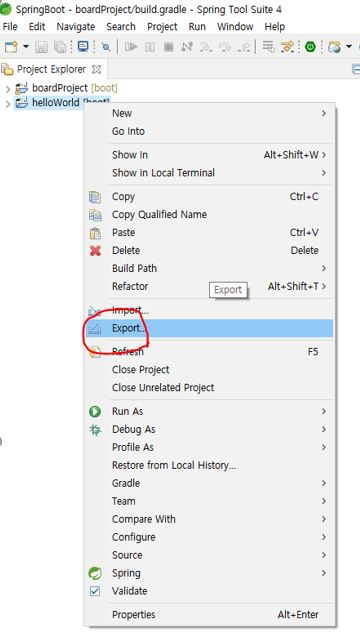 SpringBoot - boardProject/build.gradle - Spring Tool Suite 4
File Edit Navigate Search Project Run Window Help
Project Explorer
boardProject [boot]
helloWorld [boot]
New
Go Into
Show In Alt+Shift+W
Show in Local Terminal
Copy Ctrl+C
Copy Qualified Name
Paste Ctrl+V
Delete Delete
Build Path
Refactor Alt+Shift+T
Export
Import...
Export...
Refresh F5
Close Project
Close Unrelated Project
Run As
Debug As
Profile As
Restore from Local History...
Gradle
Team
Compare With
Configure
Source
Spring
Validate
Properties Alt+Enter